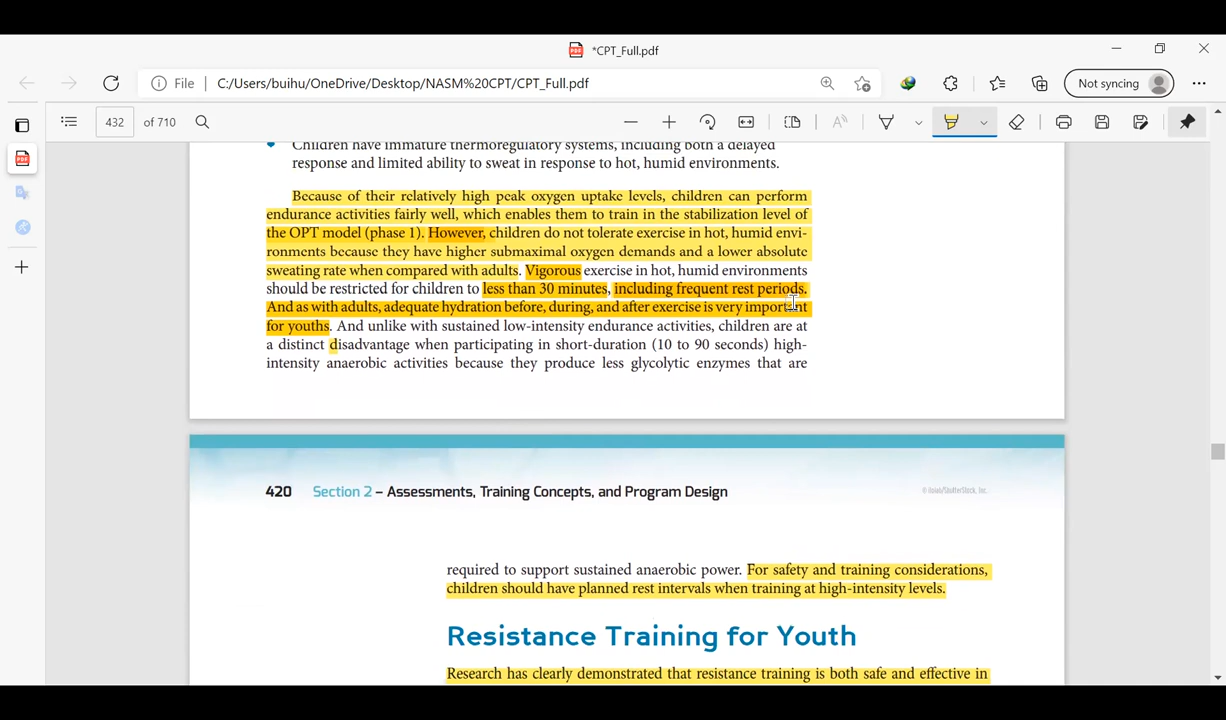 *CPT_Full.pdf
File | C:/Users/buihu/OneDrive/Desktop/NASM%20CPT/CPT_Full.pdf
Not syncing
432 of 710
Children have immature thermoregulatory systems, including both a delayed
response and limited ability to sweat in response to hot, humid environments.
Because of their relatively high peak oxygen uptake levels, children can perform
endurance activities fairly well, which enables them to train in the stabilization level of
the OPT model (phase 1). However, children do not tolerate exercise in hot, humid envi-
ronments because they have higher submaximal oxygen demands and a lower absolute
sweating rate when compared with adults. Vigorous exercise in hot, humid environments
should be restricted for children to less than 30 minutes, including frequent rest periods.
And as with adults, adequate hydration before, during, and after exercise is very important
for youths. And unlike with sustained low-intensity endurance activities, children are at
a distinct disadvantage when participating in short-duration (10 to 90 seconds) high-
intensity anaerobic activities because they produce less glycolytic enzymes that are
420 Section 2 – Assessments, Training Concepts, and Program Design
required to support sustained anaerobic power. For safety and training considerations,
children should have planned rest intervals when training at high-intensity levels.
Resistance Training for Youth
Research has clearly demonstrated that resistance training is both safe and effective in